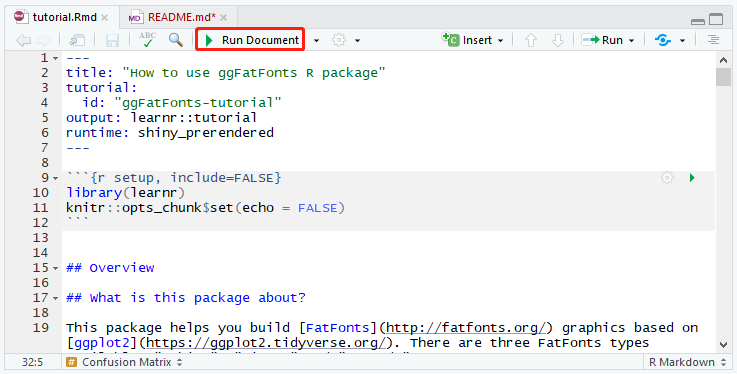 tutorial.Rmd × README.md* ×
ABC Run Document Insert Run
1 ---
2 title: "How to use ggFatFonts R package"
3 tutorial:
4   id: "ggFatFonts-tutorial"
5 output: learnr::tutorial
6 runtime: shiny_prerendered
7 ---
8
9 ```{r setup, include=FALSE}
10 library(learnr)
11 knitr::opts_chunk$set(echo = FALSE)
12 ```
13
14
15 ## Overview
16
17 ## What is this package about?
18
19 This package helps you build [FatFonts](http://fatfonts.org/) graphics based on
[ggplot2](https://ggplot2.tidyverse.org/). There are three FatFonts types
32:5 # Confusion Matrix R Markdown